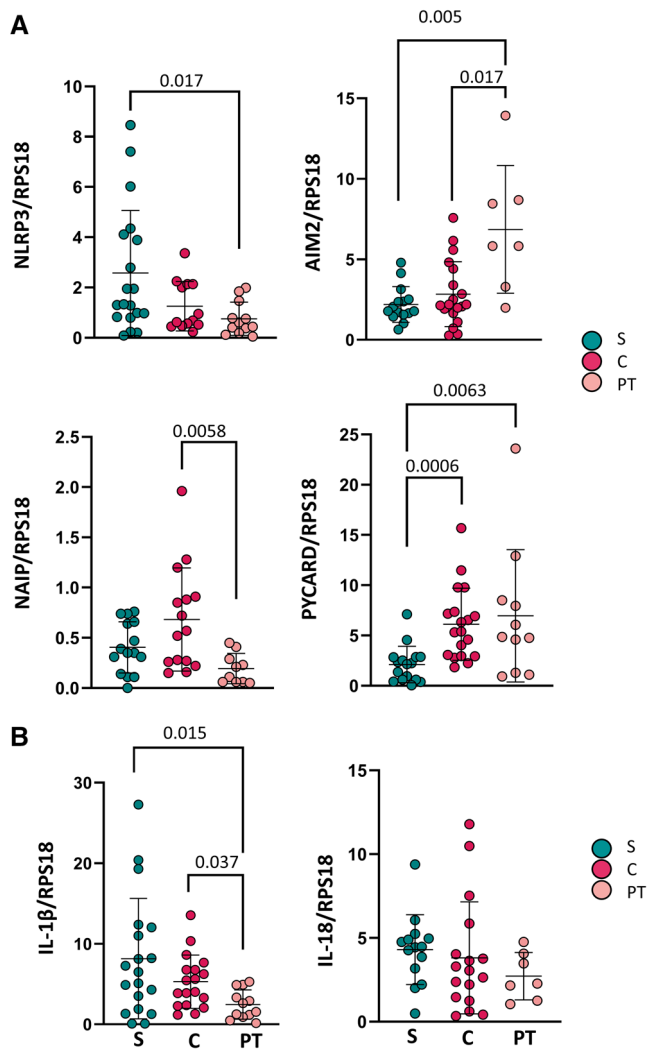 A
0.017
NLRP3/RPS18
10
8
6
4
2
0
0.005
0.017
AIM2/RPS18
15
10
5
0
S
C
PT
0.0058
NAIP/RPS18
2.5
2.0
1.5
1.0
0.5
0.0
0.0063
0.0006
PYCARD/RPS18
25
20
15
10
5
0
B
0.015
0.037
IL-1β/RPS18
30
20
10
0
S C PT
IL-18/RPS18
15
10
5
0
S C PT
S
C
PT